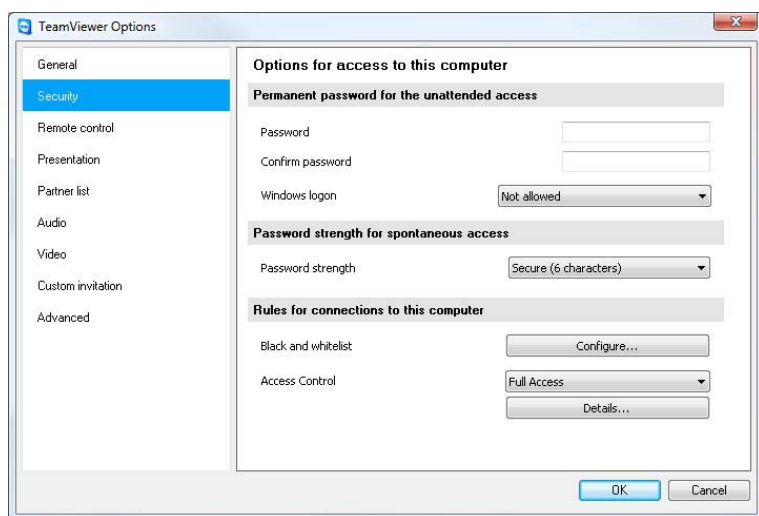 TeamViewer Options
General
Security
Remote control
Presentation
Partner list
Audio
Video
Custom invitation
Advanced
Options for access to this computer
Permanent password for the unattended access
Password
Confirm password
Windows logon Not allowed
Password strength for spontaneous access
Password strength Secure (6 characters)
Rules for connections to this computer
Black and whitelist Configure...
Access Control Full Access
Details...
OK Cancel